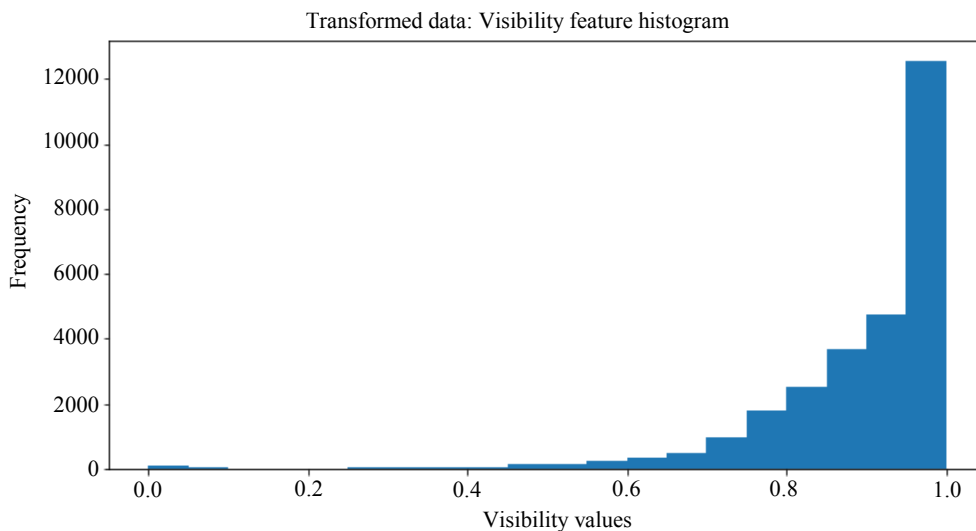 Transformed data: Visibility feature histogram
Frequency
12000
10000
8000
6000
4000
2000
0
0.0 0.2 0.4 0.6 0.8 1.0
Visibility values